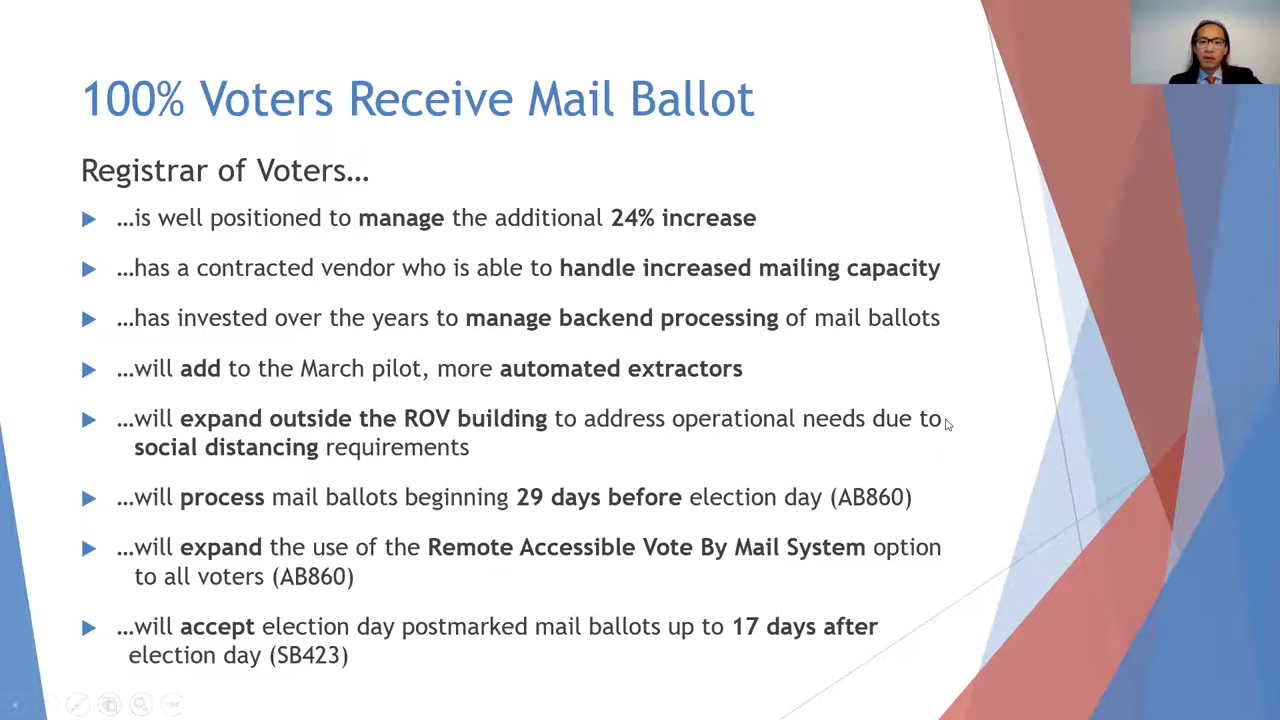 100% Voters Receive Mail Ballot
Registrar of Voters…
…is well positioned to manage the additional 24% increase
…has a contracted vendor who is able to handle increased mailing capacity
…has invested over the years to manage backend processing of mail ballots
…will add to the March pilot, more automated extractors
…will expand outside the ROV building to address operational needs due to
social distancing requirements
…will process mail ballots beginning 29 days before election day (AB860)
…will expand the use of the Remote Accessible Vote By Mail System option
to all voters (AB860)
…will accept election day postmarked mail ballots up to 17 days after
election day (SB423)